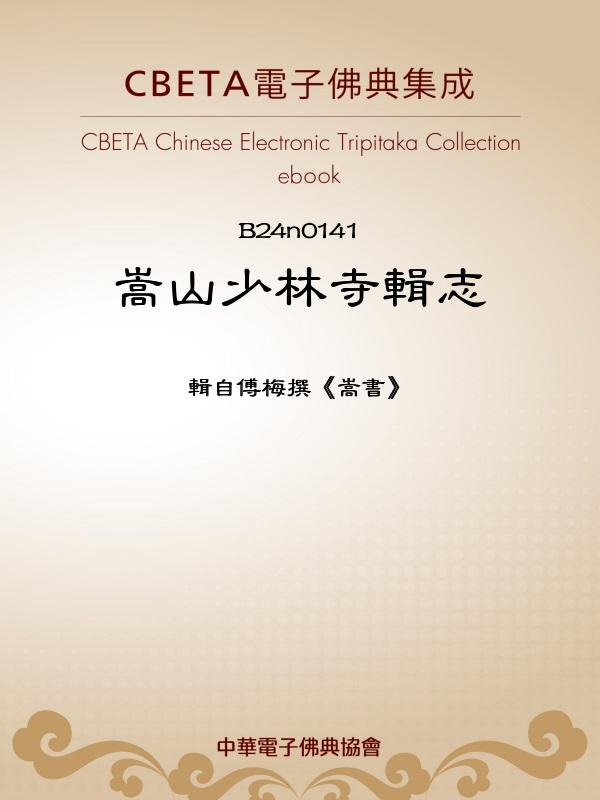 CBETA電子佛典集成
CBETA Chinese Electronic Tripitaka Collection
ebook
B24n0141
嵩山少林寺輯志
輯自傅梅撰《嵩書》
中華電子佛典協會